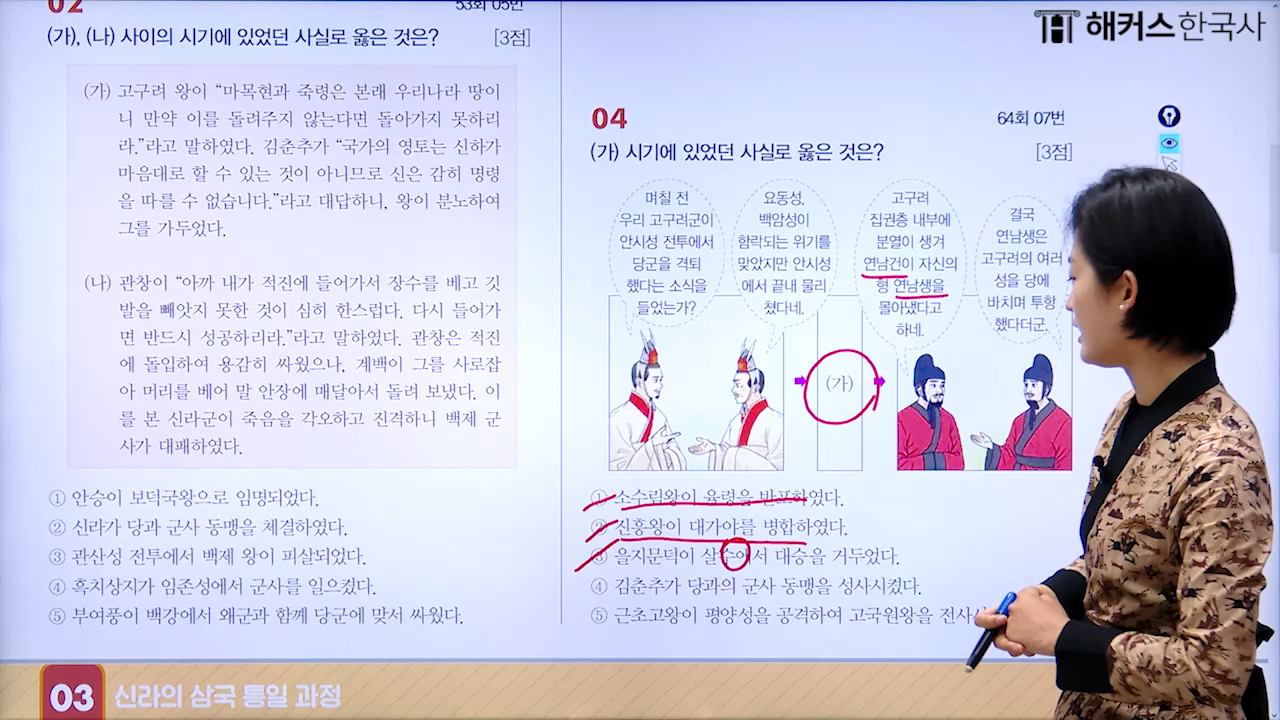 해커스한국사
02
53회 05번
(가), (나) 사이의 시기에 있었던 사실로 옳은 것은?
[3점]
(가) 고구려 왕이 “마목현과 죽령은 본래 우리나라 땅이
니 만약 이를 돌려주지 않는다면 돌아가지 못하리
라.”라고 말하였다. 김춘추가 “국가의 영토는 신하가
마음대로 할 수 있는 것이 아니므로 신은 감히 명령
을 따를 수 없습니다.”라고 대답하니, 왕이 분노하여
그를 가두었다.
(나) 관창이 “아까 내가 적진에 들어가서 장수를 베고 깃
발을 빼앗지 못한 것이 심히 한스럽다. 다시 들어가
면 반드시 성공하리라.”라고 말하였다. 관창은 적진
에 돌입하여 용감히 싸웠으나, 계백이 그를 사로잡
아 머리를 베어 말 안장에 매달아서 돌려 보냈다. 이
를 본 신라군이 죽음을 각오하고 진격하니 백제 군
사가 대패하였다.
① 안승이 보덕국왕으로 임명되었다.
② 신라가 당과 군사 동맹을 체결하였다.
③ 관산성 전투에서 백제 왕이 피살되었다.
④ 흑치상지가 임존성에서 군사를 일으켰다.
⑤ 부여풍이 백강에서 왜군과 함께 당군에 맞서 싸웠다.
04
64회 07번
(가) 시기에 있었던 사실로 옳은 것은?
[3점]
며칠 전
우리 고구려군이
안시성 전투에서
당군을 격퇴
했다는 소식을
들었는가?
요동성,
백암성이
함락되는 위기를
맞았지만 안시성
에서 끝내 물리
쳤다네.
(가)
고구려
집권층 내부에
분열이 생겨
연남건이 자신의
형 연남생을
몰아냈다고
하네.
결국
연남생은
고구려의 여러
성을 당에
바치며 투항
했다더군.
① 소수림왕이 율령을 반포하였다.
② 신흥왕이 대가야를 병합하였다.
③ 을지문덕이 살수에서 대승을 거두었다.
④ 김춘추가 당과의 군사 동맹을 성사시켰다.
⑤ 근초고왕이 평양성을 공격하여 고국원왕을 전사시
03 신라의 삼국 통일 과정